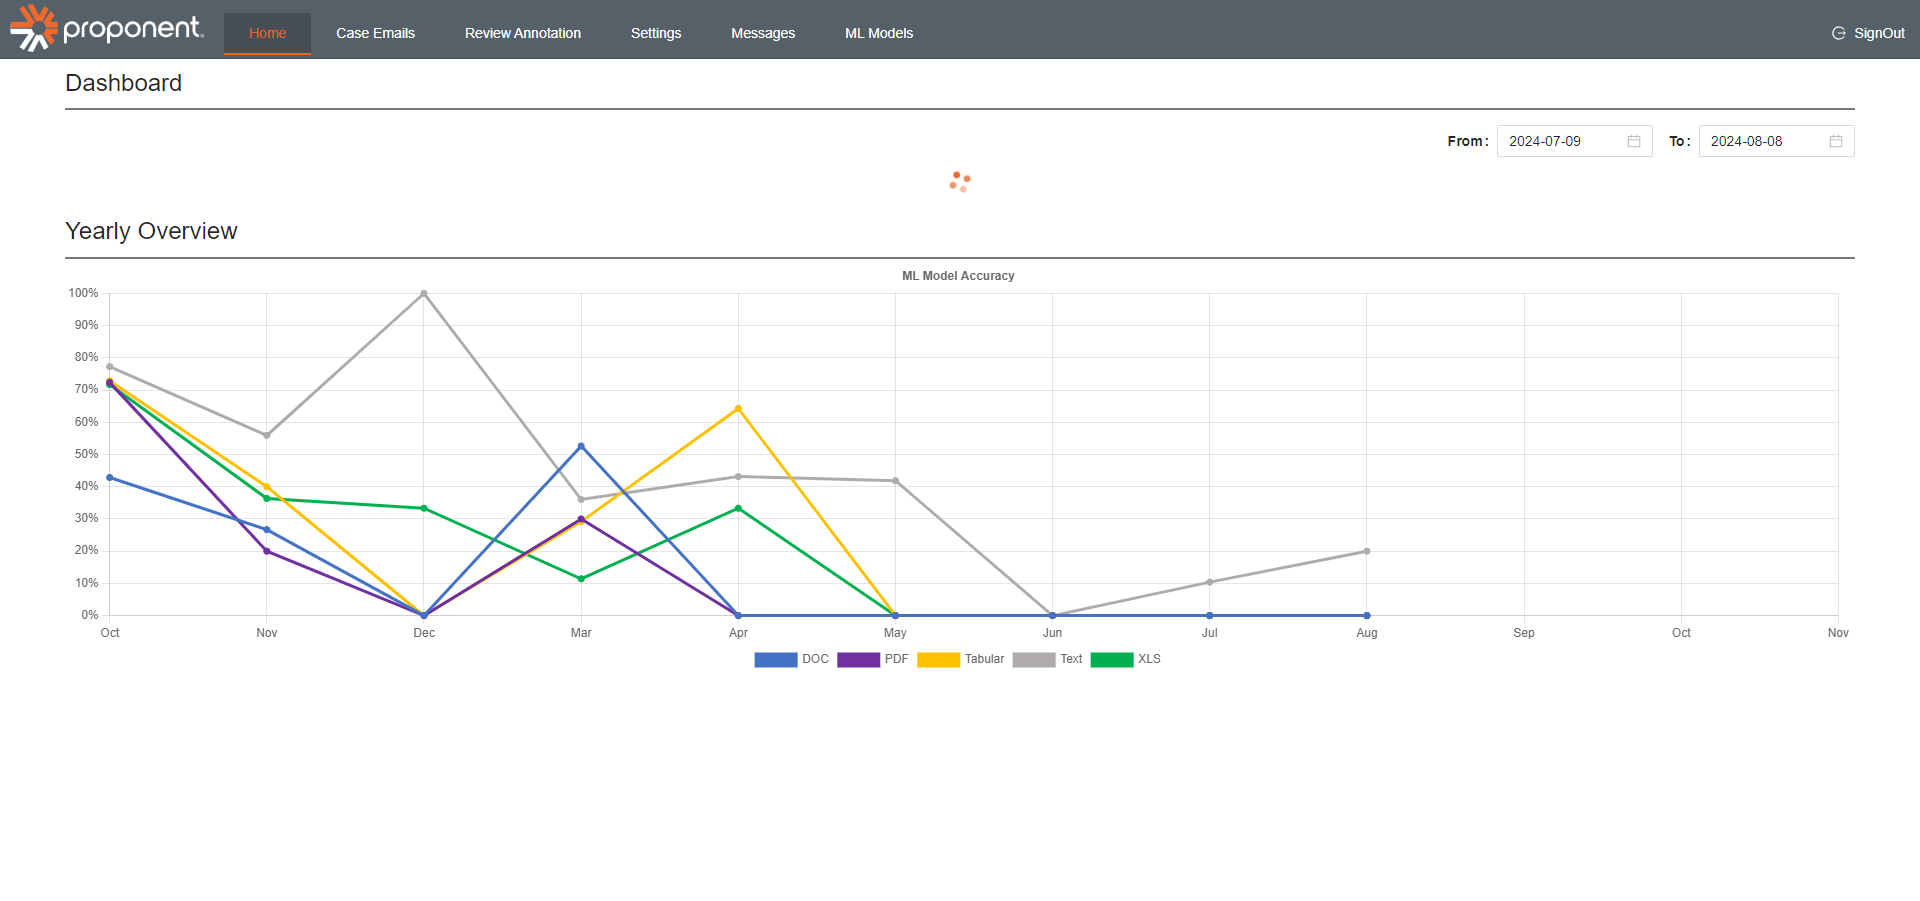 proponent.
Home
Case Emails
Review Annotation
Settings
Messages
ML Models
SignOut
Dashboard
From :
2024-07-09
To :
2024-08-08
Yearly Overview
ML Model Accuracy
100%
90%
80%
70%
60%
50%
40%
30%
20%
10%
0%
Oct
Nov
Dec
Mar
Apr
May
Jun
Jul
Aug
Sep
Oct
Nov
DOC
PDF
Tabular
Text
XLS